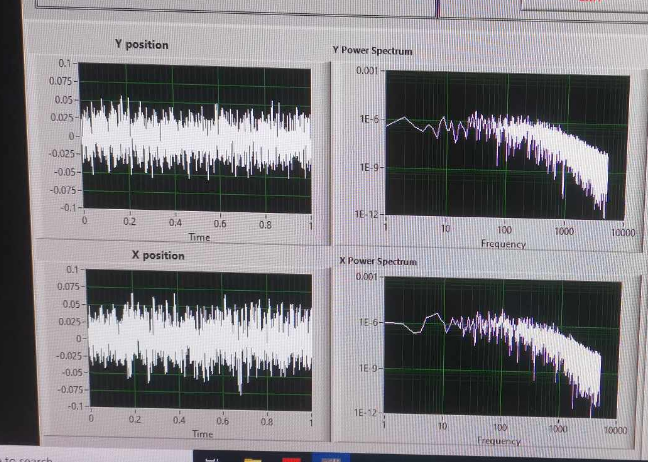 Y position
0.1
0.075
0.05
0.025
0
-0.025
-0.05
-0.075
-0.1
0 0.2 0.4 0.6 0.8 1
Time
Y Power Spectrum
0.001
1E-6
1E-9
1E-12
1 10 100 1000 10000
Frequency
X position
0.1
0.075
0.05
0.025
0
-0.025
-0.05
-0.075
-0.1
0 0.2 0.4 0.6 0.8 1
Time
X Power Spectrum
0.001
1E-6
1E-9
1E-12
1 10 100 1000 10000
Frequency
to search